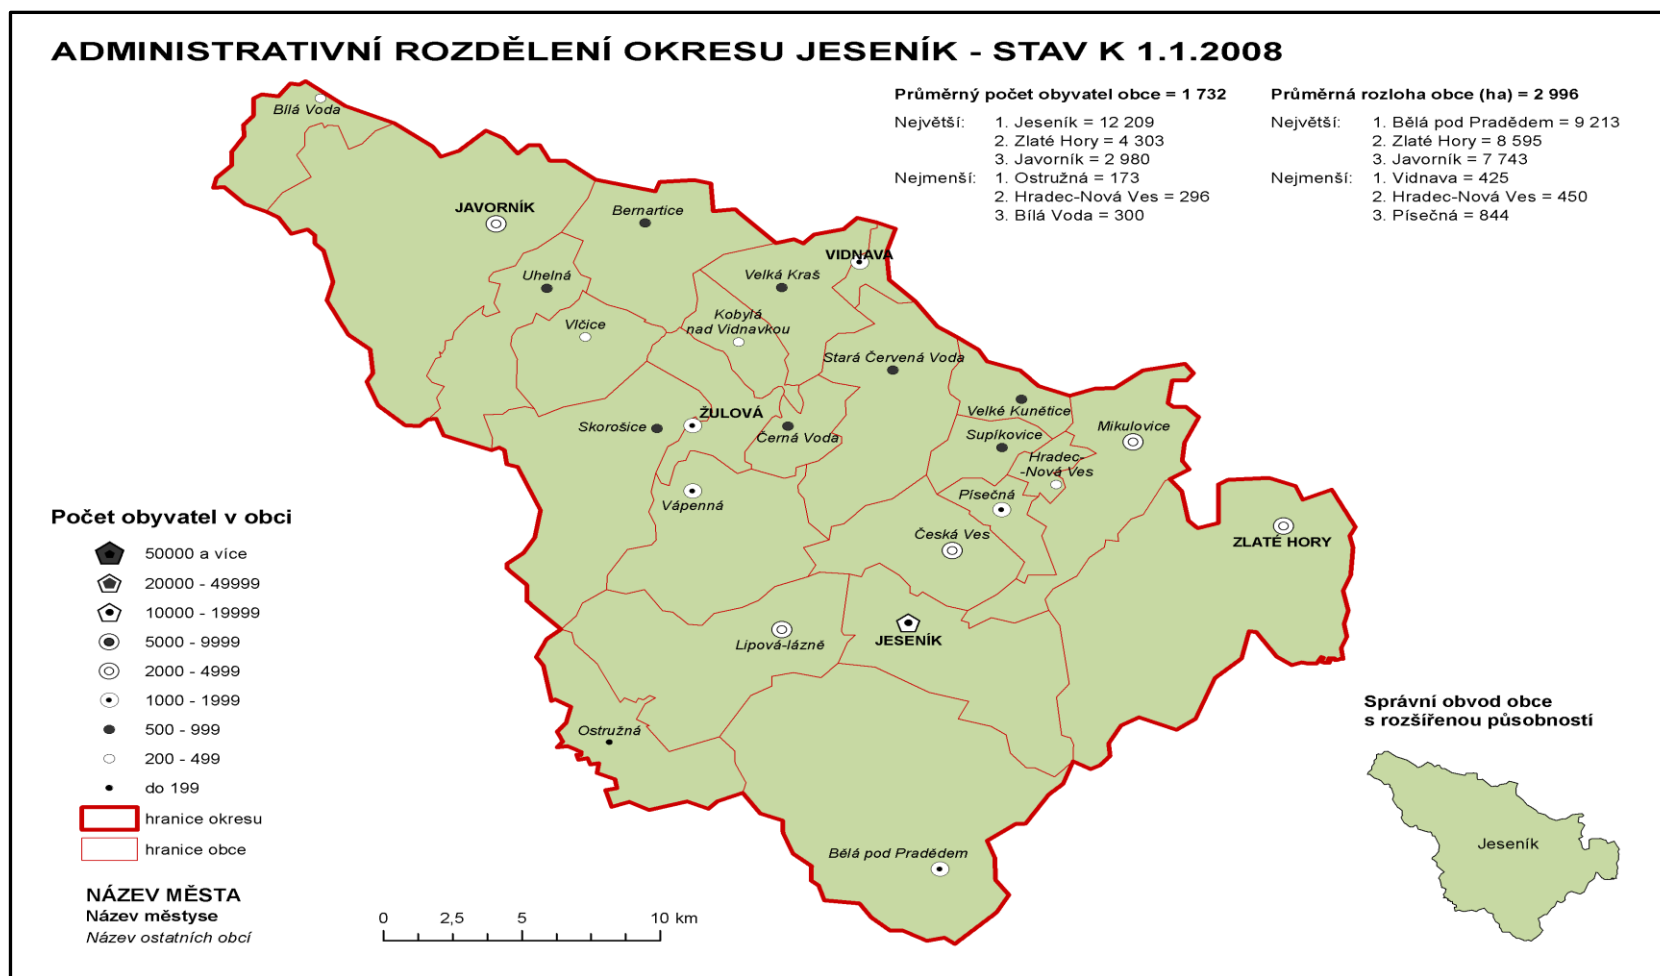 ADMINISTRATIVNÍ ROZDĚLENÍ OKRESU JESENÍK - STAV K 1.1.2008
Průměrný počet obyvatel obce = 1 732
Největší: 1. Jeseník = 12 209
2. Zlaté Hory = 4 303
3. Javorník = 2 980
Nejmenší: 1. Ostružná = 173
2. Hradec-Nová Ves = 296
3. Bílá Voda = 300
Průměrná rozloha obce (ha) = 2 996
Největší: 1. Bělá pod Pradědem = 9 213
2. Zlaté Hory = 8 595
3. Javorník = 7 743
Nejmenší: 1. Vidnava = 425
2. Hradec-Nová Ves = 450
3. Písečná = 844
Bílá Voda
JAVORNÍK
Bernartice
VIDNAVA
Uhelná
Velká Kraš
Vlčice
Kobylá
nad Vidnavkou
Stará Červená Voda
Velké Kunětice
ŽULOVÁ
Skorošice
Černá Voda
Supíkovice
Mikulovice
Hradec-
-Nová Ves
Vápenná
Písečná
Česká Ves
ZLATÉ HORY
Lipová-lázně
JESENÍK
Ostružná
Bělá pod Pradědem
Počet obyvatel v obci
50000 a více
20000 - 49999
10000 - 19999
5000 - 9999
2000 - 4999
1000 - 1999
500 - 999
200 - 499
do 199
hranice okresu
hranice obce
NÁZEV MĚSTA
Název městyse
Název ostatních obcí
0 2,5 5 10 km
Správní obvod obce
s rozšířenou působností
Jeseník